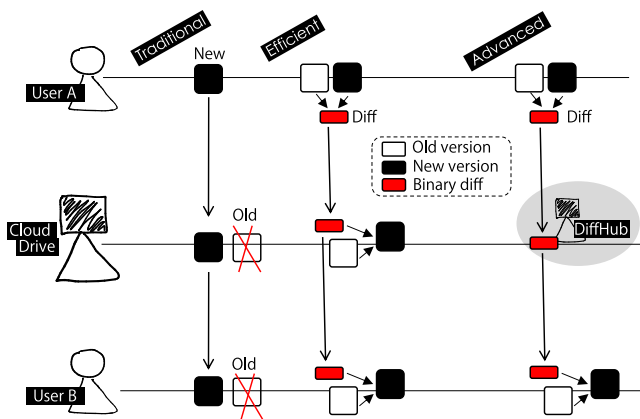 Traditional
Efficient
Advanced
New
User A
Diff
Diff
Old version
New version
Binary diff
Cloud
Drive
Old
DiffHub
Old
User B